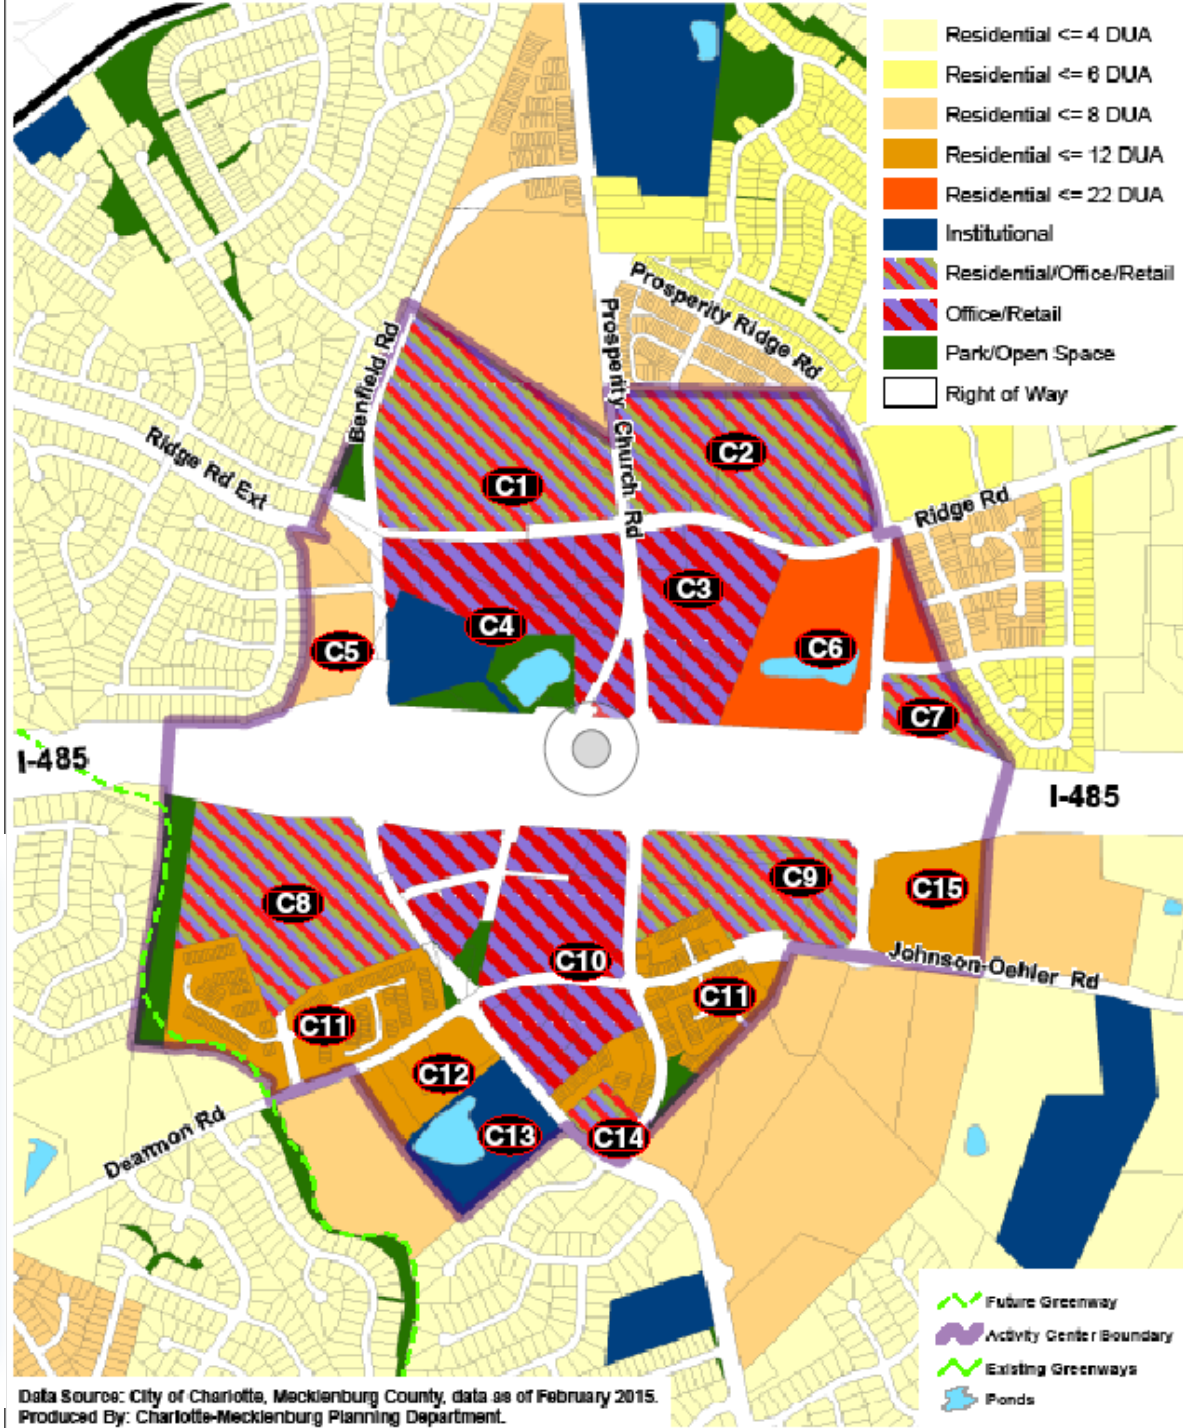 Residential <= 4 DUA
Residential <= 6 DUA
Residential <= 8 DUA
Residential <= 12 DUA
Residential <= 22 DUA
Institutional
Residential/Office/Retail
Office/Retail
Park/Open Space
Right of Way
Prosperity Ridge Rd
Prosperity Church Rd
Benfield Rd
Ridge Rd Ext
Ridge Rd
C1
C2
C3
C4
C5
C6
C7
I-485
I-485
C8
C9
C15
C10
Johnson-Oehler Rd
C11
C11
C12
C13
C14
Dearmon Rd
Future Greenway
Activity Center Boundary
Existing Greenways
Ponds
Data Source: City of Charlotte, Mecklenburg County, data as of February 2015.
Produced By: Charlotte-Mecklenburg Planning Department.